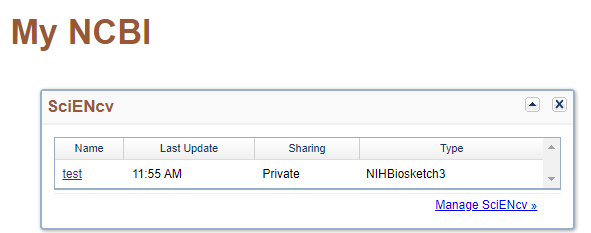 My NCBI
SciENcv
Name Last Update Sharing Type
test 11:55 AM Private NIHBiosketch3
Manage SciENcv »